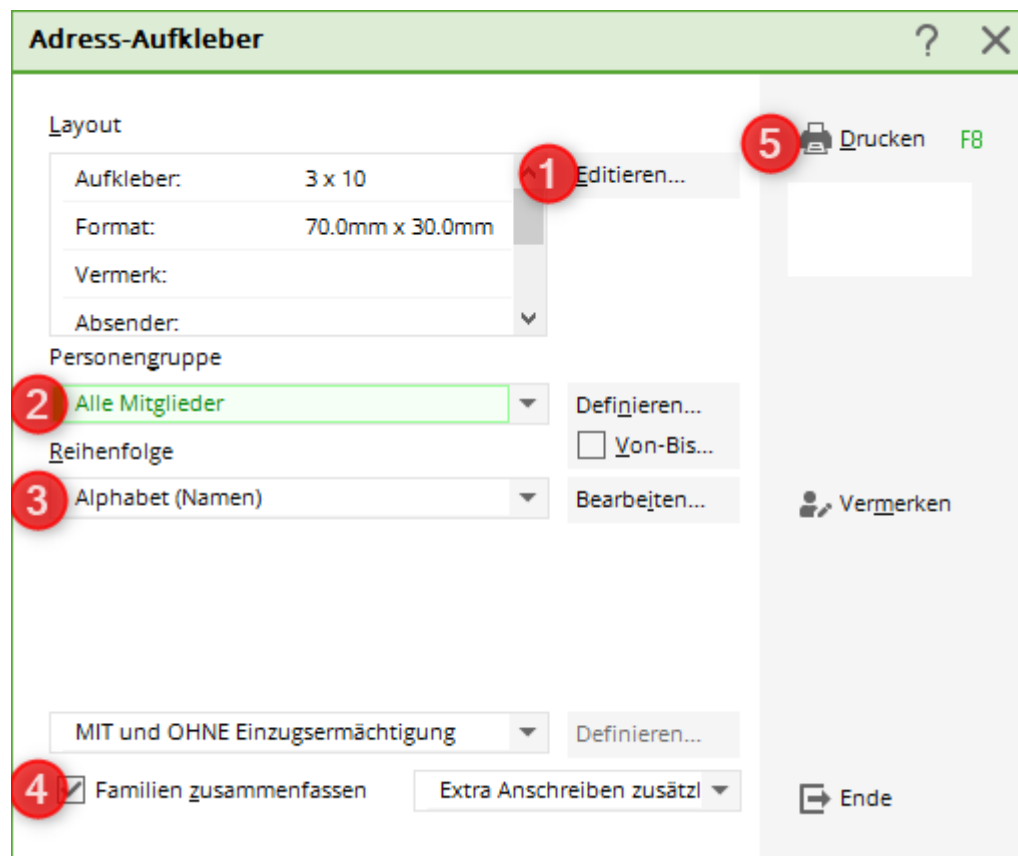 Adress-Aufkleber ?
Layout
5 Drucken F8
Aufkleber: 3 x 10
1 Editieren...
Format: 70.0mm x 30.0mm
Vermerk:
Absender:
Personengruppe
2 Alle Mitglieder
Definieren...
Von-Bis...
Reihenfolge
3 Alphabet (Namen)
Bearbeiten...
Vermerken
MIT und OHNE Einzugsermächtigung
Definieren...
4 Familien zusammenfassen
Extra Anschreiben zusätzl
Ende